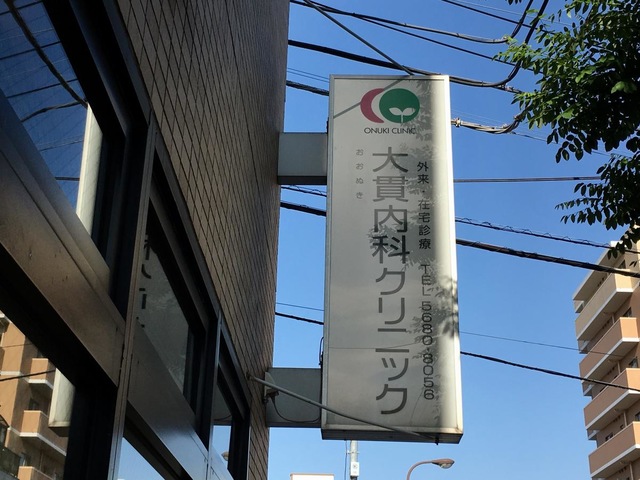 ONUKI CLINIC
外来・在宅診療 TEL 5680-8056
大貫内科クリニック
おおぬき